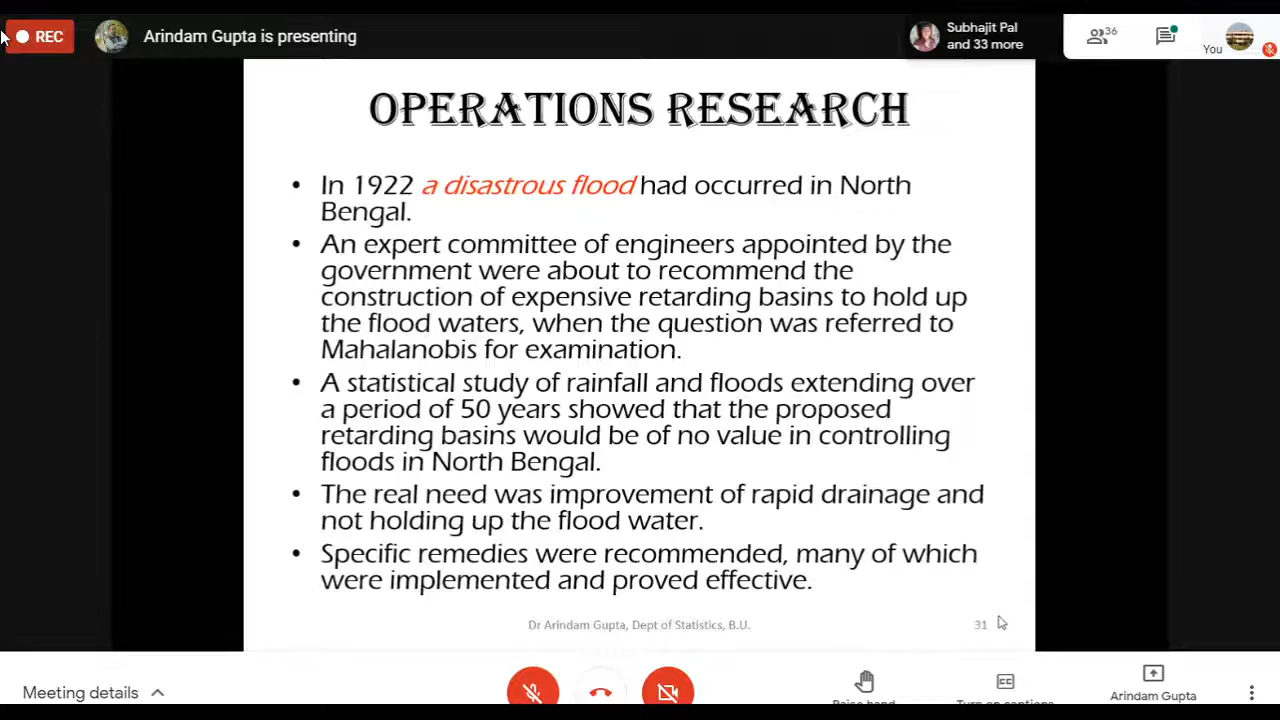 REC
Arindam Gupta is presenting
Subhajit Pal
and 33 more
36
You
OPERATIONS RESEARCH
• In 1922 a disastrous flood had occurred in North
Bengal.
• An expert committee of engineers appointed by the
government were about to recommend the
construction of expensive retarding basins to hold up
the flood waters, when the question was referred to
Mahalanobis for examination.
• A statistical study of rainfall and floods extending over
a period of 50 years showed that the proposed
retarding basins would be of no value in controlling
floods in North Bengal.
• The real need was improvement of rapid drainage and
not holding up the flood water.
• Specific remedies were recommended, many of which
were implemented and proved effective.
Dr Arindam Gupta, Dept of Statistics, B.U.
31
Meeting details
Raise hand
CC
Turn on captions
Arindam Gupta